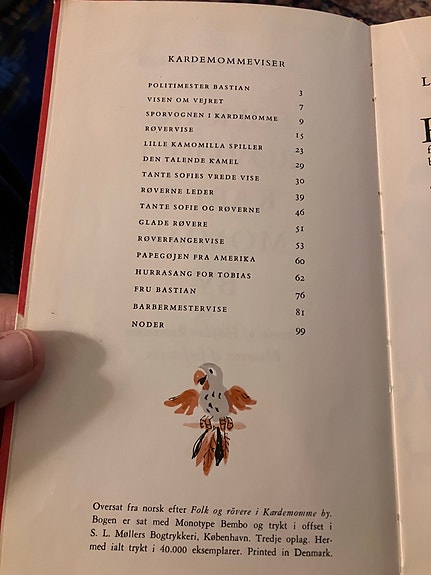 KARDEMOMMEVISER
POLITIMESTER BASTIAN 3
VISEN OM VEJRET 7
SPORVOGNEN I KARDEMOMME 9
RØVERVISE 15
LILLE KAMOMILLA SPILLER 23
DEN TALENDE KAMEL 29
TANTE SOFIES VREDE VISE 30
RØVERNE LEDER 39
TANTE SOFIE OG RØVERNE 46
GLADE RØVERE 51
RØVERFANGERVISE 53
PAPEGØJEN FRA AMERIKA 60
HURRASANG FOR TOBIAS 62
FRU BASTIAN 76
BARBERMESTERVISE 81
NODER 99
Oversat fra norsk efter Folk og rövere i Kardemomme by.
Bogen er sat med Monotype Bembo og trykt i offset i
S. L. Møllers Bogtrykkeri, København. Tredje oplag. Her-
med ialt trykt i 40.000 eksemplarer. Printed in Denmark.